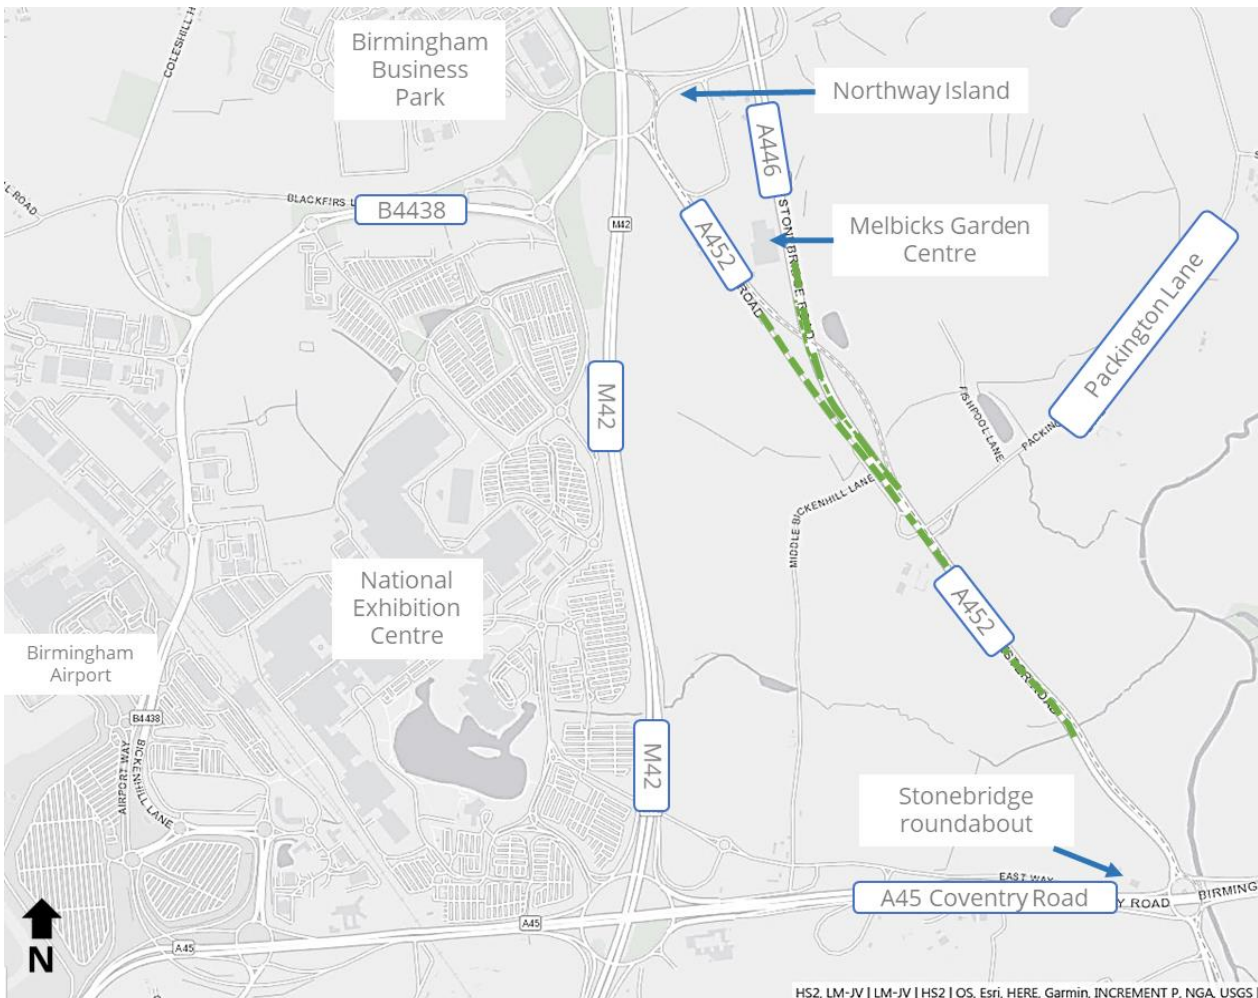 COLESHILL H
Birmingham
Business
Park
Northway Island
A446
BLACKFIRS L
B4438
M42
A452
STONEBRIDGE ROAD
Melbicks Garden
Centre
Packington Lane
ROAD
M42
FISHPOOL LANE
PACKING
MIDDLE BICKENHILL LANE
National
Exhibition
Centre
A452
Birmingham
Airport
B4438
AIRPORT WAY
BICKENHILL LANE
M42
Stonebridge
roundabout
EAST WAY
A45 Coventry Road
Y ROAD
BIRMING
A45
A45
N
HS2, LM-JV | LM-JV | HS2 | OS, Esri, HERE, Garmin, INCREMENT P, NGA, USGS